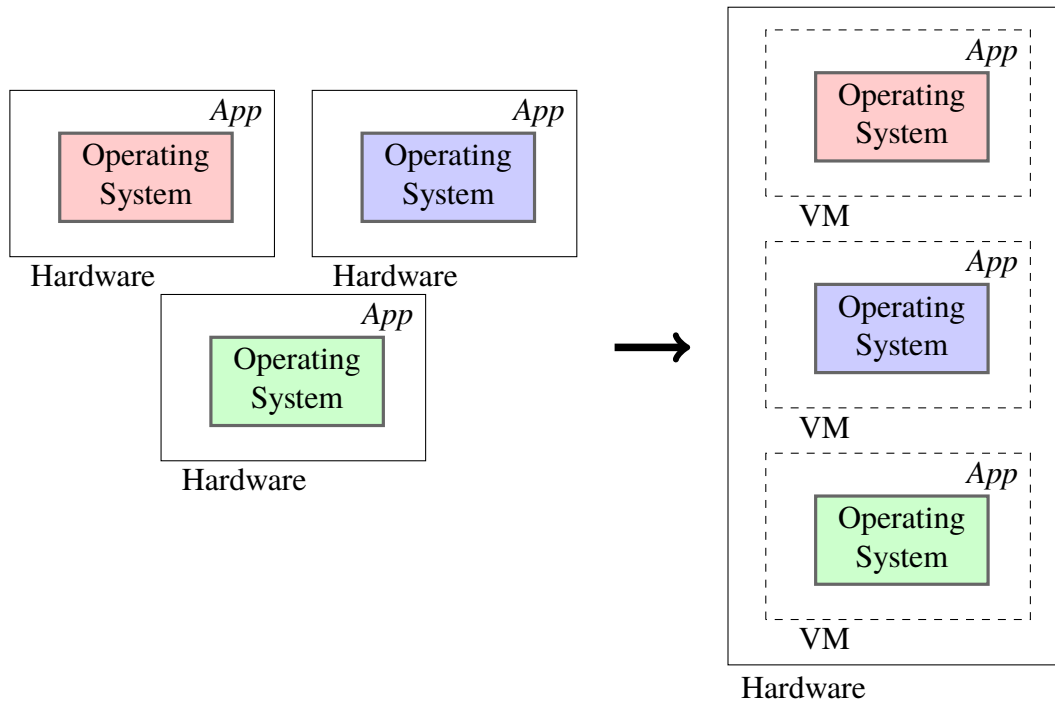 App
Operating
System
Hardware
App
Operating
System
Hardware
App
Operating
System
Hardware
App
Operating
System
VM
App
Operating
System
VM
App
Operating
System
VM
Hardware